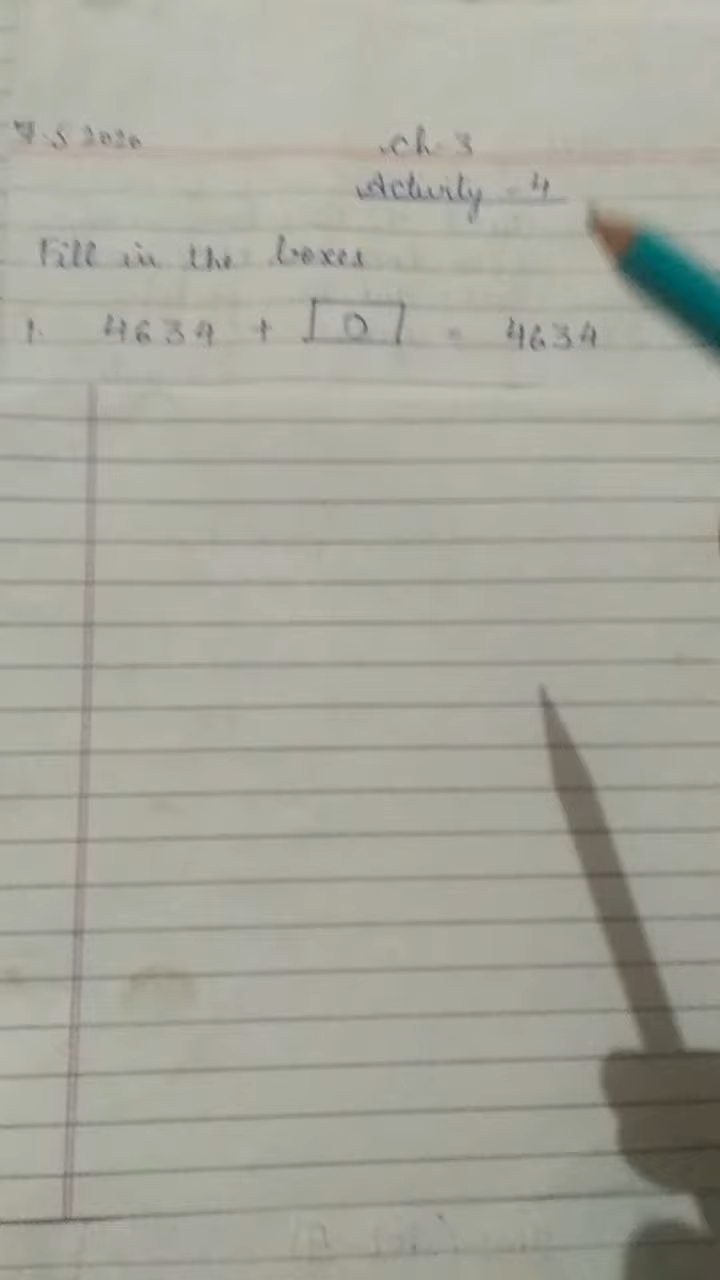 7.5 2020
Ch. 3
Activity - 4
Fill in the boxes
1. 4634 + 0 = 4634